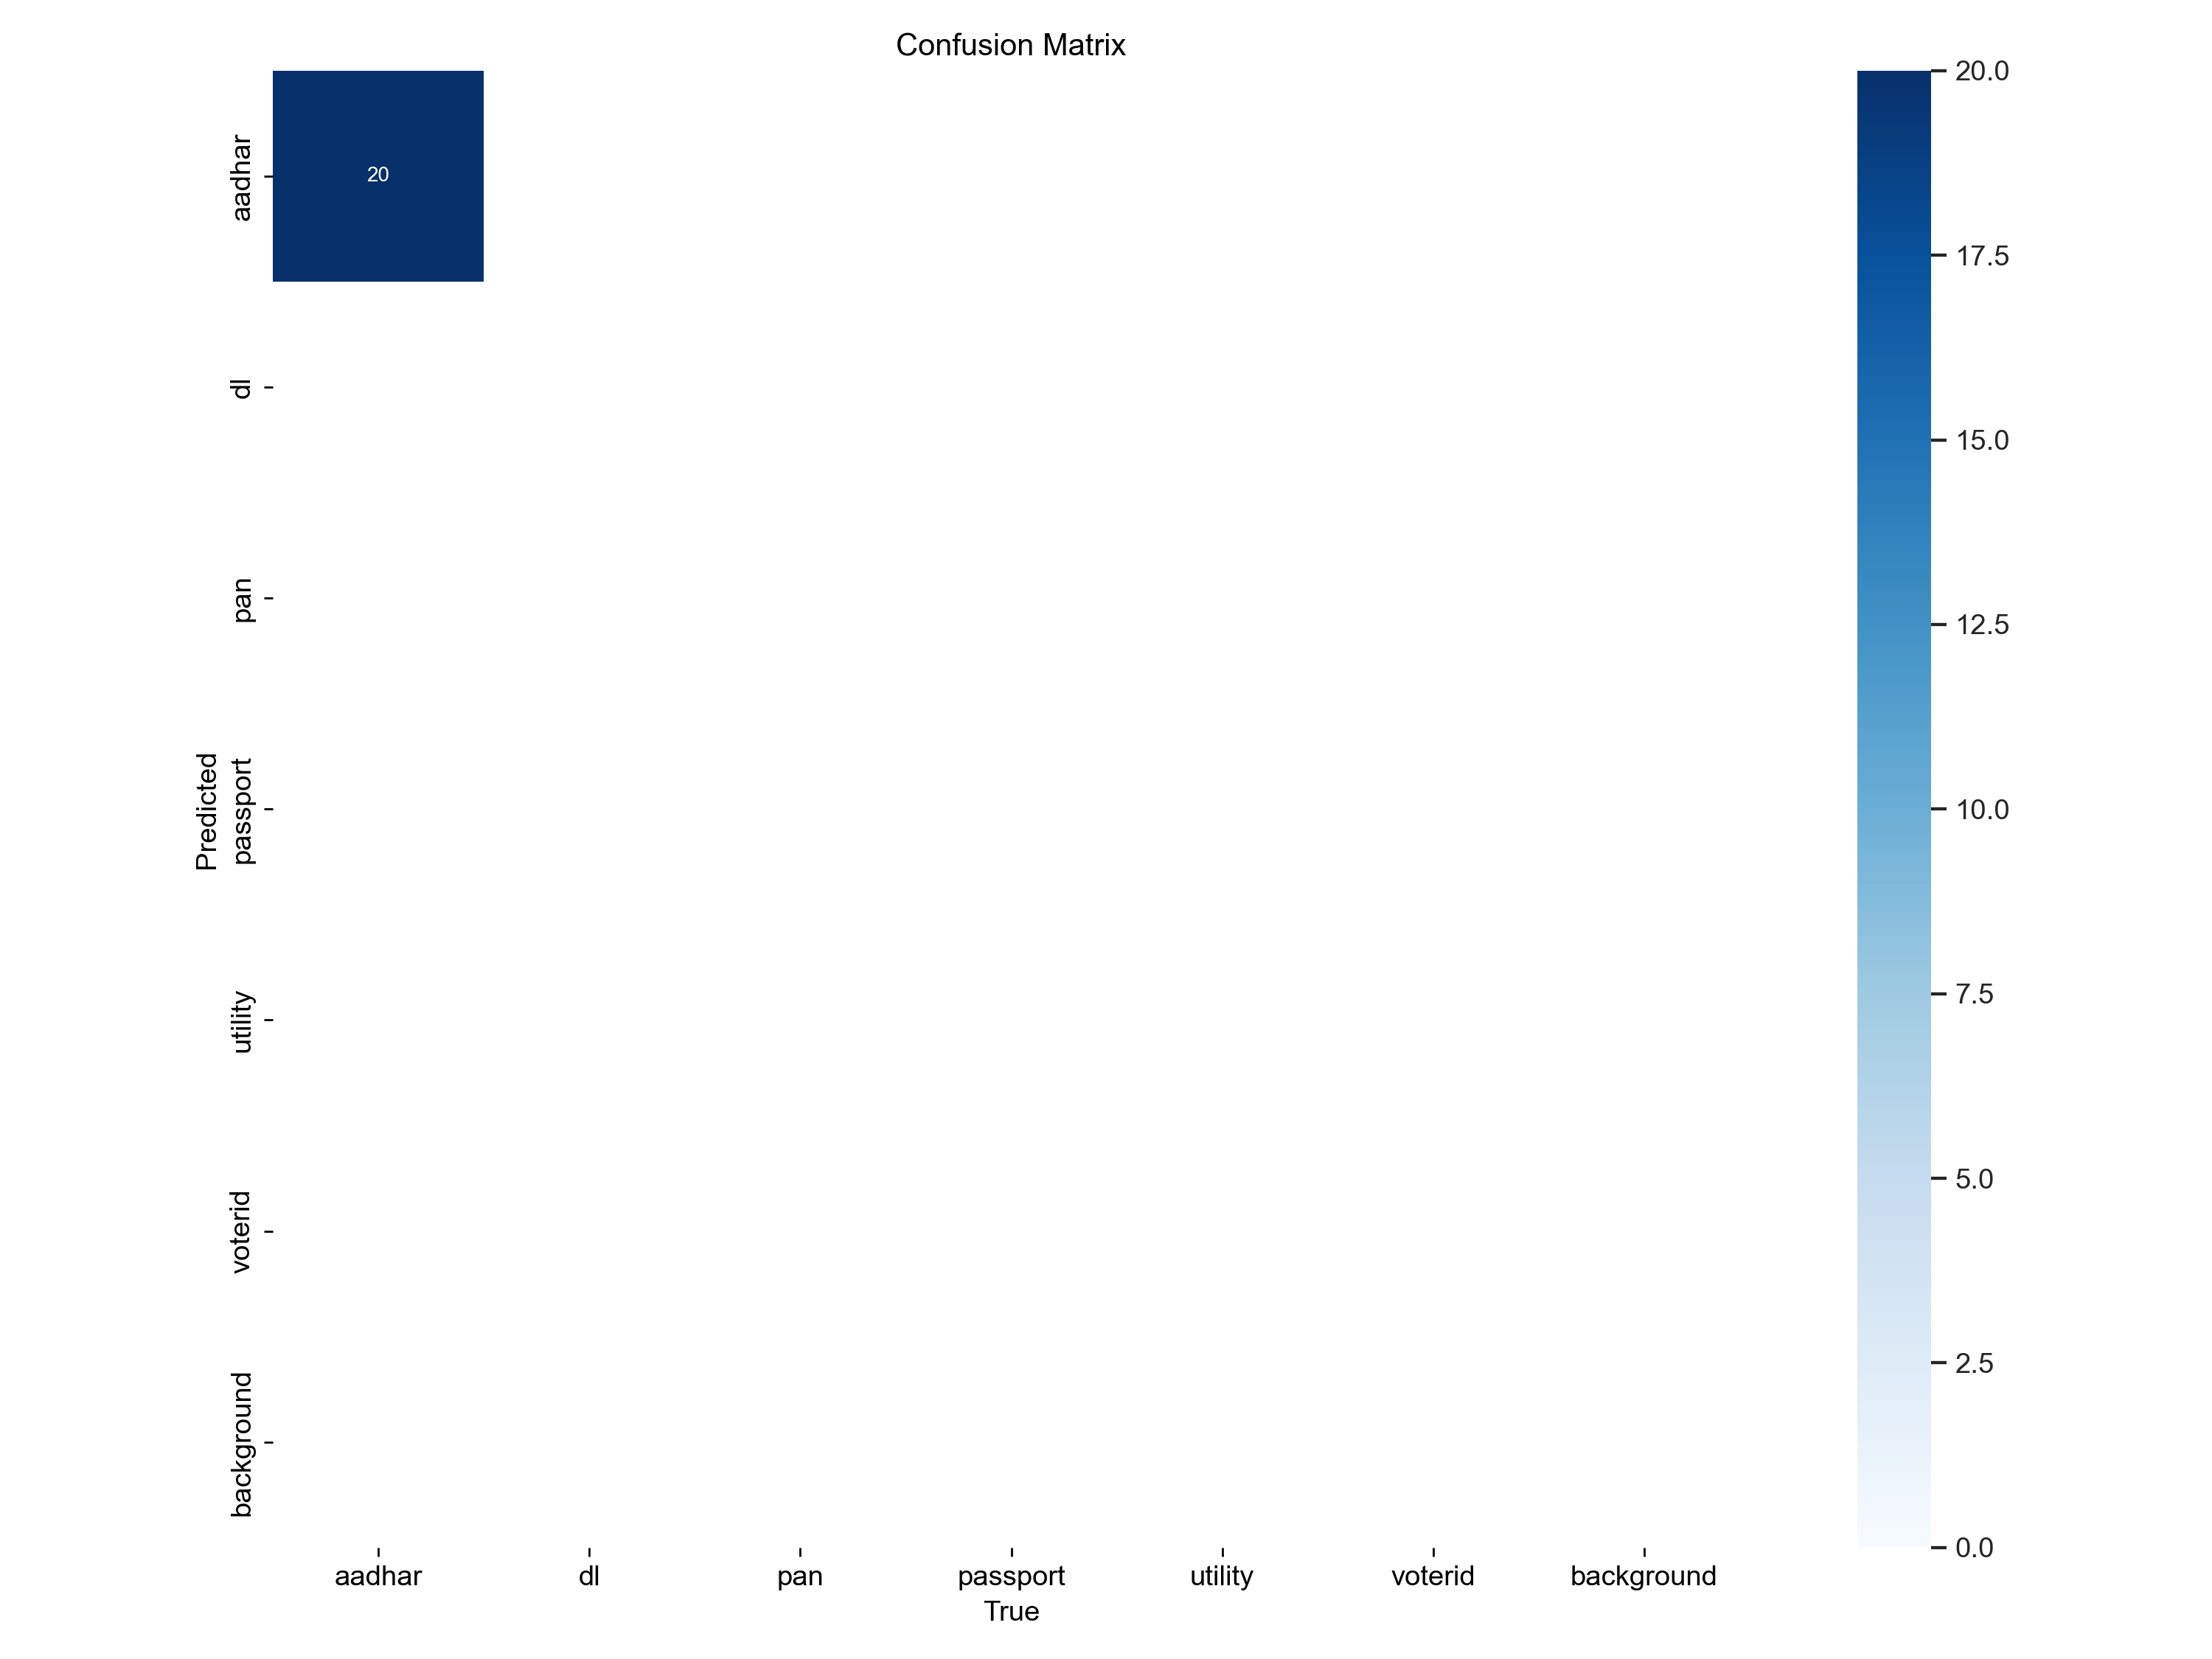 Confusion Matrix
20
aadhar
dl
pan
passport
utility
voterid
background
Predicted
aadhar
dl
pan
passport
utility
voterid
background
True
20.0
17.5
15.0
12.5
10.0
7.5
5.0
2.5
0.0